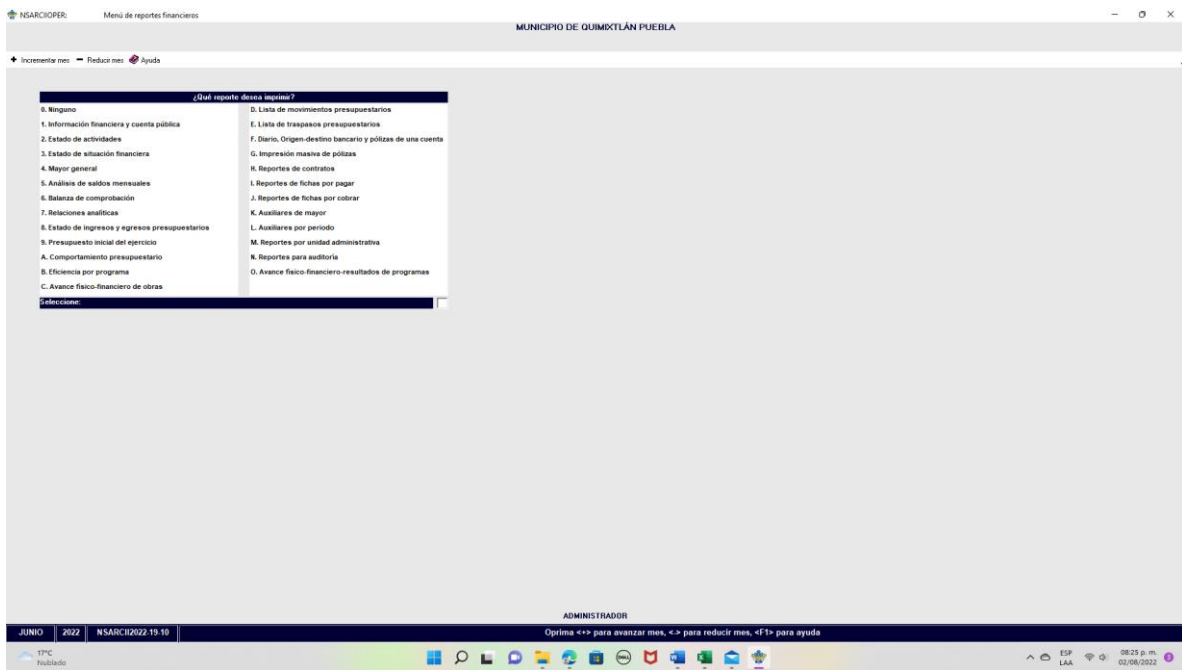 NSARCIIOPER: Menú de reportes financieros
MUNICIPIO DE QUIMIXTLÁN PUEBLA
Incrementar mes Reducir mes Ayuda
¿Qué reporte desea imprimir?
0. Ninguno
1. Información financiera y cuenta pública
2. Estado de actividades
3. Estado de situación financiera
4. Mayor general
5. Análisis de saldos mensuales
6. Balanza de comprobación
7. Relaciones analíticas
8. Estado de ingresos y egresos presupuestarios
9. Presupuesto inicial del ejercicio
A. Comportamiento presupuestario
B. Eficiencia por programa
C. Avance físico-financiero de obras
D. Lista de movimientos presupuestarios
E. Lista de traspasos presupuestarios
F. Diario, Origen-destino bancario y pólizas de una cuenta
G. Impresión masiva de pólizas
H. Reportes de contratos
I. Reportes de fichas por pagar
J. Reportes de fichas por cobrar
K. Auxiliares de mayor
L. Auxiliares por periodo
M. Reportes por unidad administrativa
N. Reportes para auditoría
O. Avance físico-financiero-resultados de programas
Seleccione:
ADMINISTRADOR
JUNIO 2022 NSARCII2022-19-10 Oprima <+> para avanzar mes, <-> para reducir mes, <F1> para ayuda
17°C
Nublado
DELL
ESP
LAA
08:25 p. m.
02/08/2022